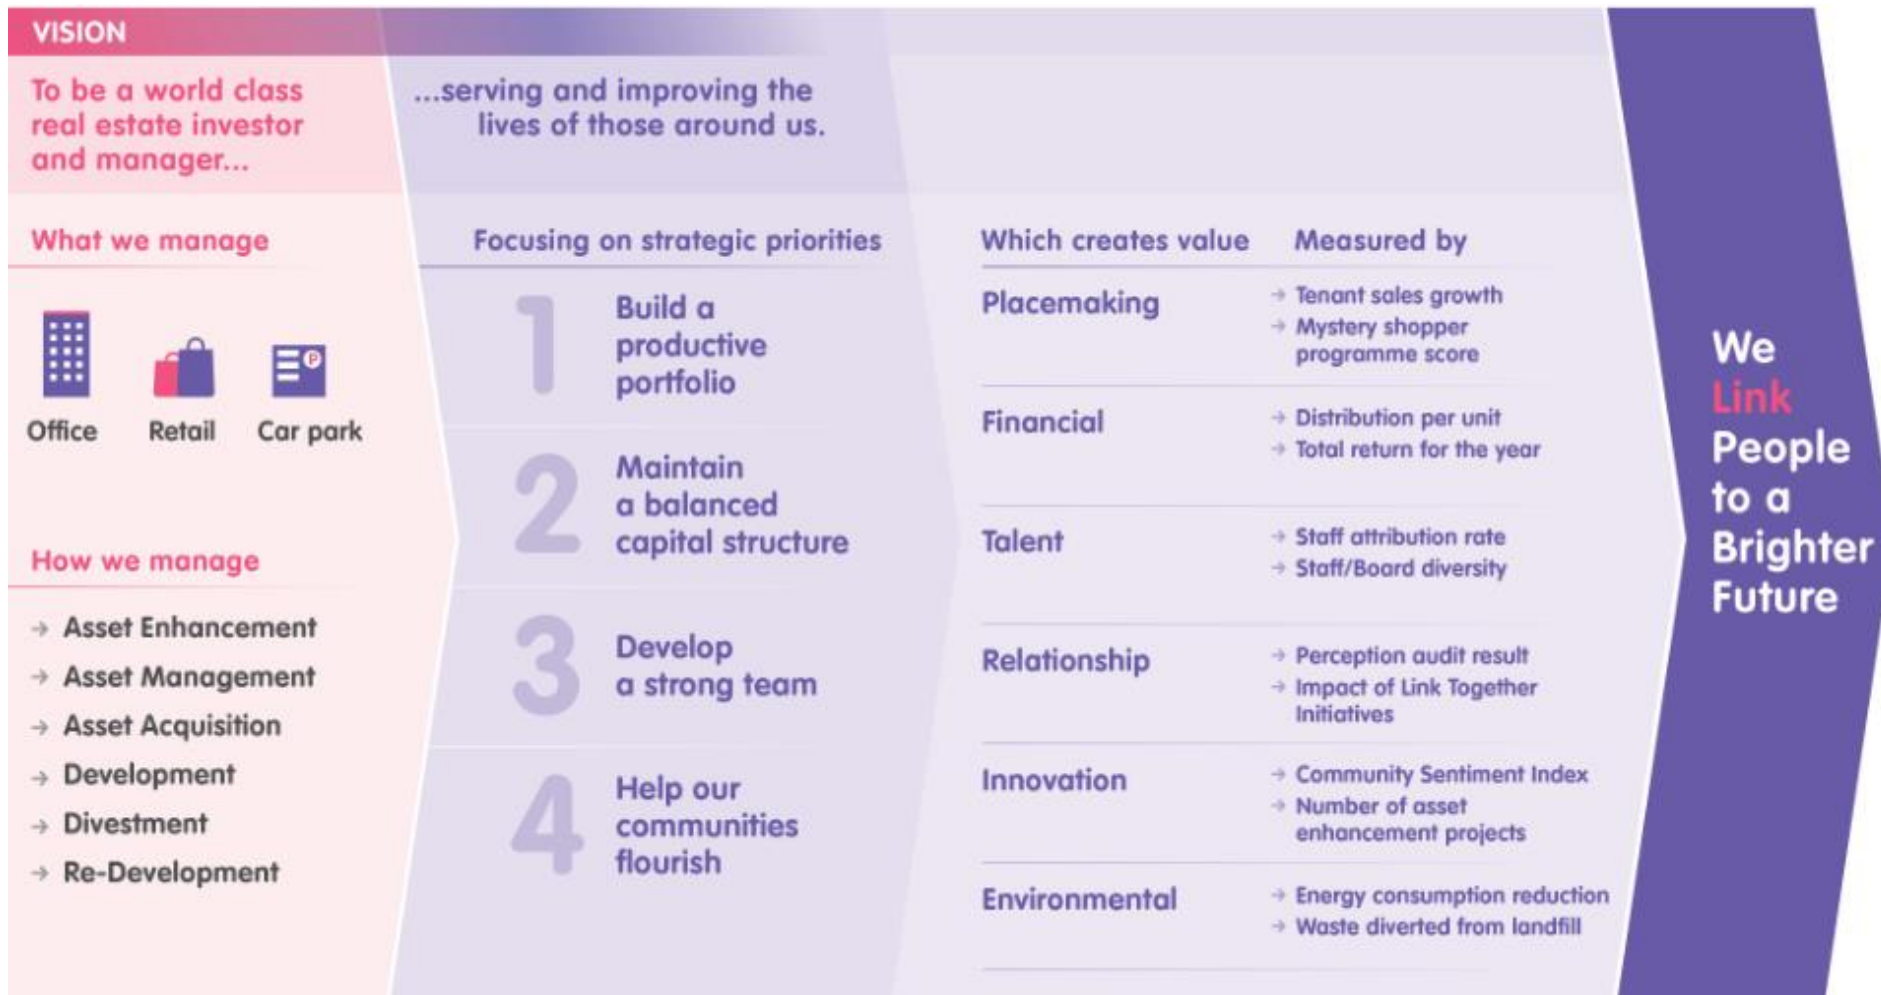 VISION
To be a world class
real estate investor
and manager...
...serving and improving the
lives of those around us.
What we manage
P
Office
Retail
Car park
How we manage
→ Asset Enhancement
→ Asset Management
→ Asset Acquisition
→ Development
→ Divestment
→ Re-Development
Focusing on strategic priorities
1
Build a
productive
portfolio
2
Maintain
a balanced
capital structure
3
Develop
a strong team
4
Help our
communities
flourish
Which creates value
Measured by
Placemaking
→ Tenant sales growth
→ Mystery shopper
programme score
Financial
→ Distribution per unit
→ Total return for the year
Talent
→ Staff attribution rate
→ Staff/Board diversity
Relationship
→ Perception audit result
→ Impact of Link Together
Initiatives
Innovation
→ Community Sentiment Index
→ Number of asset
enhancement projects
Environmental
→ Energy consumption reduction
→ Waste diverted from landfill
We
Link
People
to a
Brighter
Future